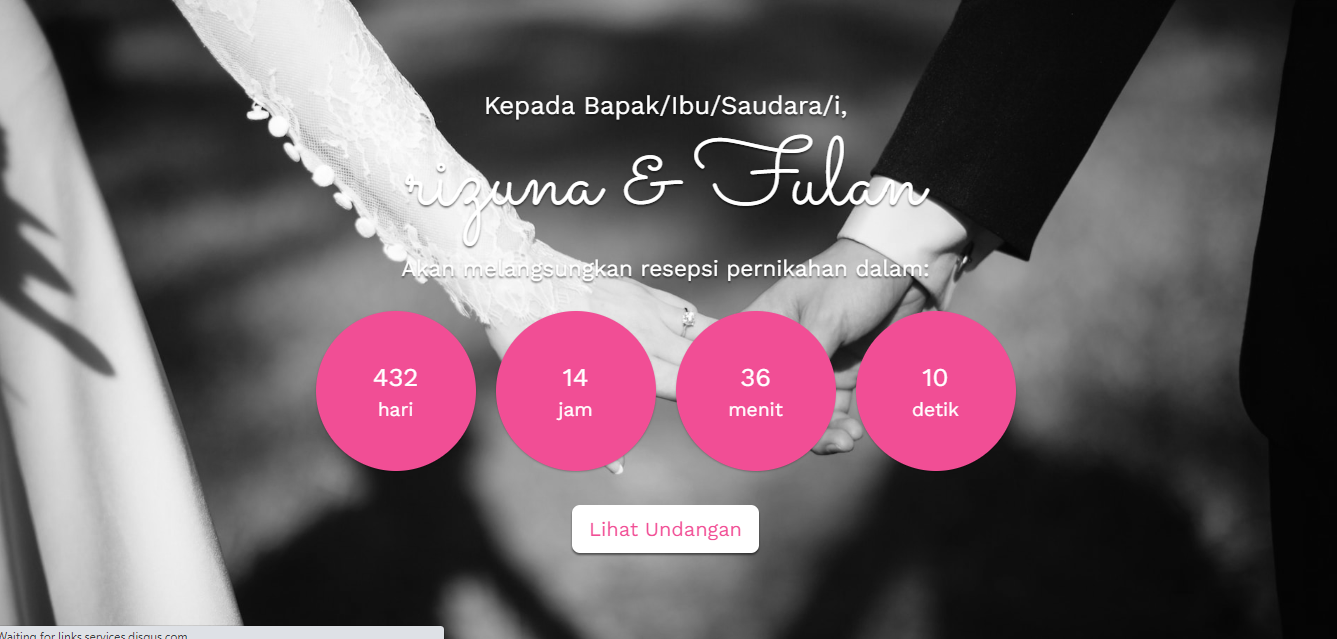 Kepada Bapak/Ibu/Saudara/i,
rizuna & Fulan
Akan melangsungkan resepsi pernikahan dalam:
432 14 36 10
hari jam menit detik
Lihat Undangan
Waiting for links.services.disqus.com